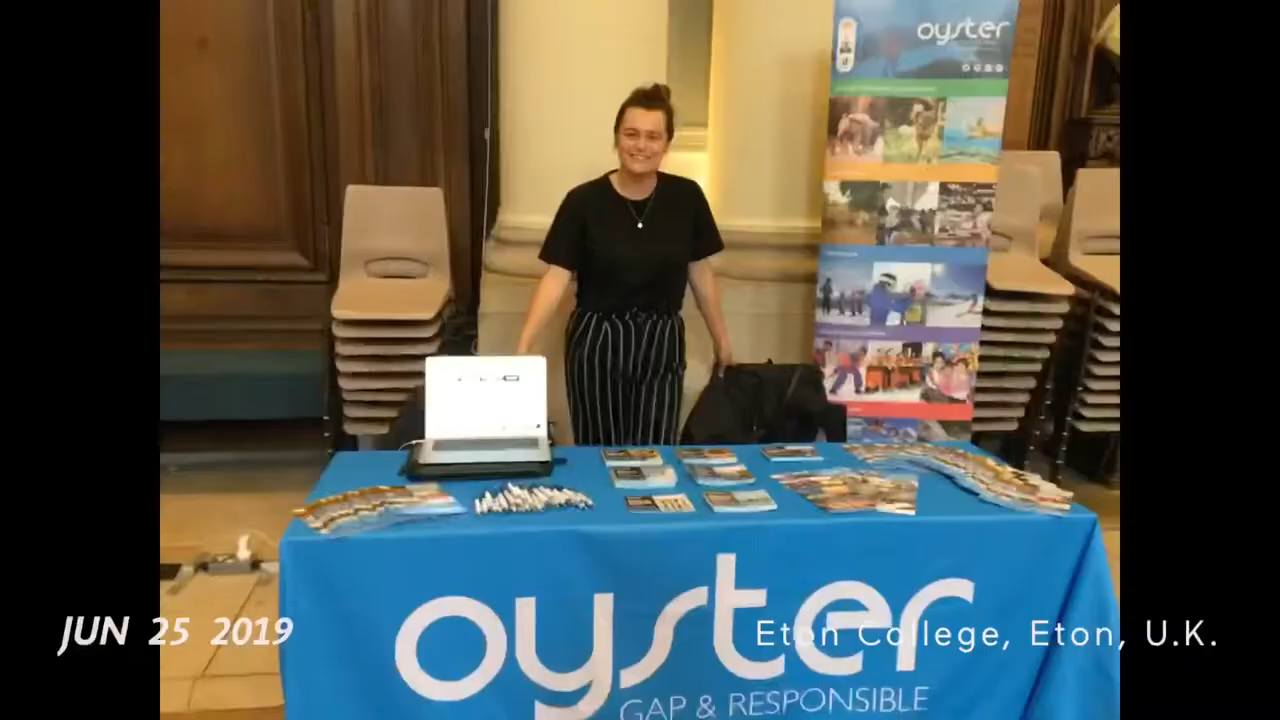 oyster
oyster
GAP & RESPONSIBLE
JUN 25 2019
Eton College, Eton, U.K.